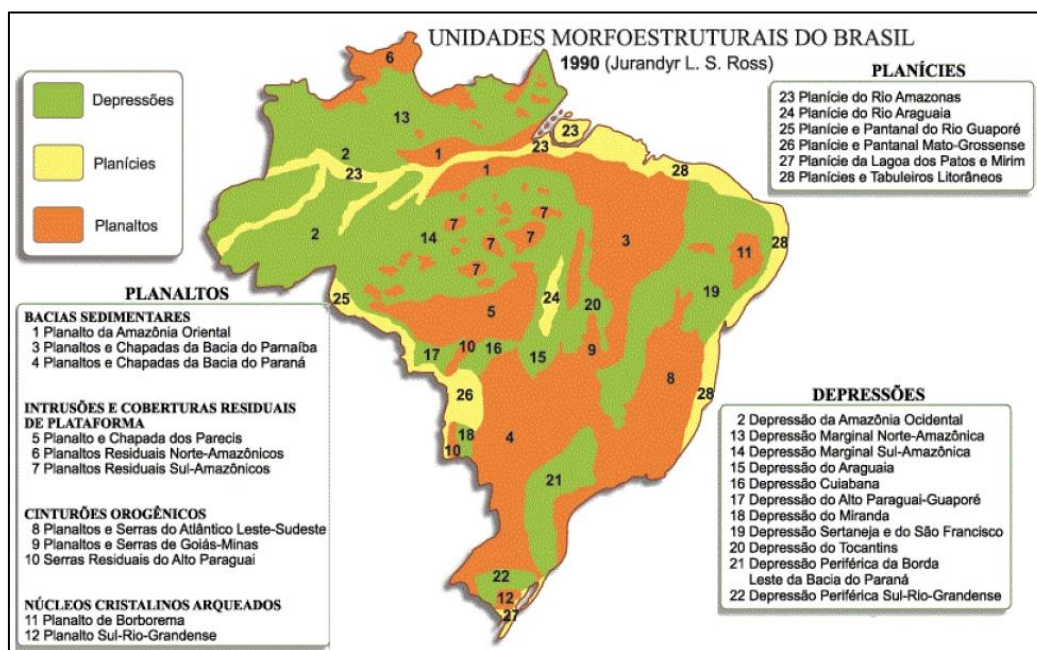 UNIDADES MORFOESTRUTURAIS DO BRASIL
1990 (Jurandyr L. S. Ross)
Depressões
Planícies
Planaltos
PLANÍCIES
23 Planície do Rio Amazonas
24 Planície do Rio Araguaia
25 Planície e Pantanal do Rio Guaporé
26 Planície e Pantanal Mato-Grossense
27 Planície da Lagoa dos Patos e Mirim
28 Planícies e Tabuleiros Litorâneos
PLANALTOS
BACIAS SEDIMENTARES
1 Planalto da Amazônia Oriental
3 Planaltos e Chapadas da Bacia do Parnaíba
4 Planaltos e Chapadas da Bacia do Paraná
INTRUSÕES E COBERTURAS RESIDUAIS
DE PLATAFORMA
5 Planalto e Chapada dos Parecis
6 Planaltos Residuais Norte-Amazônicos
7 Planaltos Residuais Sul-Amazônicos
CINTURÕES OROGÊNICOS
8 Planaltos e Serras do Atlântico Leste-Sudeste
9 Planaltos e Serras de Goiás-Minas
10 Serras Residuais do Alto Paraguai
NÚCLEOS CRISTALINOS ARQUEADOS
11 Planalto de Borborema
12 Planalto Sul-Rio-Grandense
DEPRESSÕES
2 Depressão da Amazônia Ocidental
13 Depressão Marginal Norte-Amazônica
14 Depressão Marginal Sul-Amazônica
15 Depressão do Araguaia
16 Depressão Cuiabana
17 Depressão do Alto Paraguai-Guaporé
18 Depressão do Miranda
19 Depressão Sertaneja e do São Francisco
20 Depressão do Tocantins
21 Depressão Periférica da Borda
Leste da Bacia do Paraná
22 Depressão Periférica Sul-Rio-Grandense
6
13
23
2
1
23
28
23
1
2
14
7
7
7
7
7
3
11
28
19
25
5
24
20
17
10
16
15
9
26
8
28
18
10
4
21
22
12
27